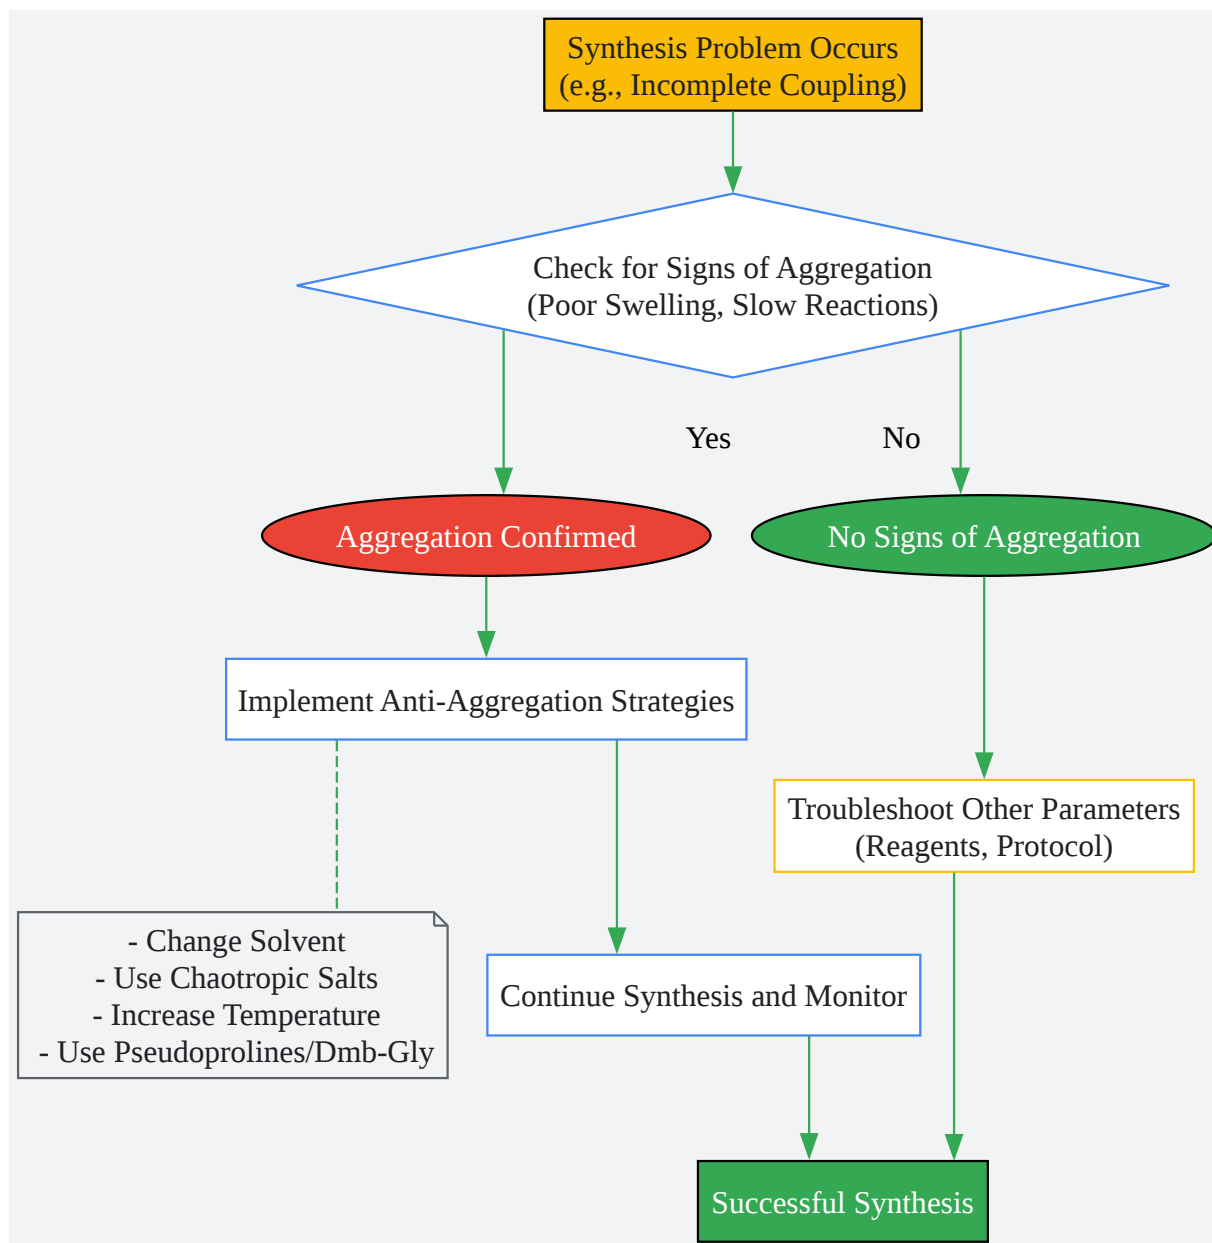 Synthesis Problem Occurs
(e.g., Incomplete Coupling)
Check for Signs of Aggregation
(Poor Swelling, Slow Reactions)
Yes
No
Aggregation Confirmed
No Signs of Aggregation
Implement Anti-Aggregation Strategies
Troubleshoot Other Parameters
(Reagents, Protocol)
- Change Solvent
- Use Chaotropic Salts
- Increase Temperature
- Use Pseudoprolines/Dmb-Gly
Continue Synthesis and Monitor
Successful Synthesis